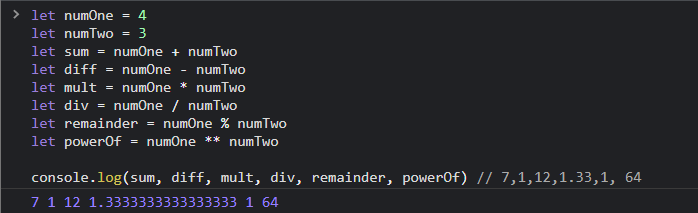 let numOne = 4
let numTwo = 3
let sum = numOne + numTwo
let diff = numOne - numTwo
let mult = numOne * numTwo
let div = numOne / numTwo
let remainder = numOne % numTwo
let powerOf = numOne ** numTwo
console.log(sum, diff, mult, div, remainder, powerOf) // 7,1,12,1.33,1, 64
7 1 12 1.3333333333333333 1 64